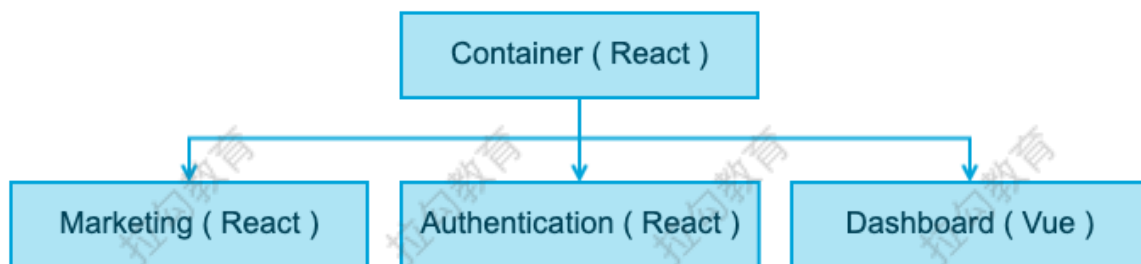 Container ( React )
Marketing ( React )
Authentication ( React )
Dashboard ( Vue )
拉勾教育
拉勾教育
拉勾教育
拉勾教育